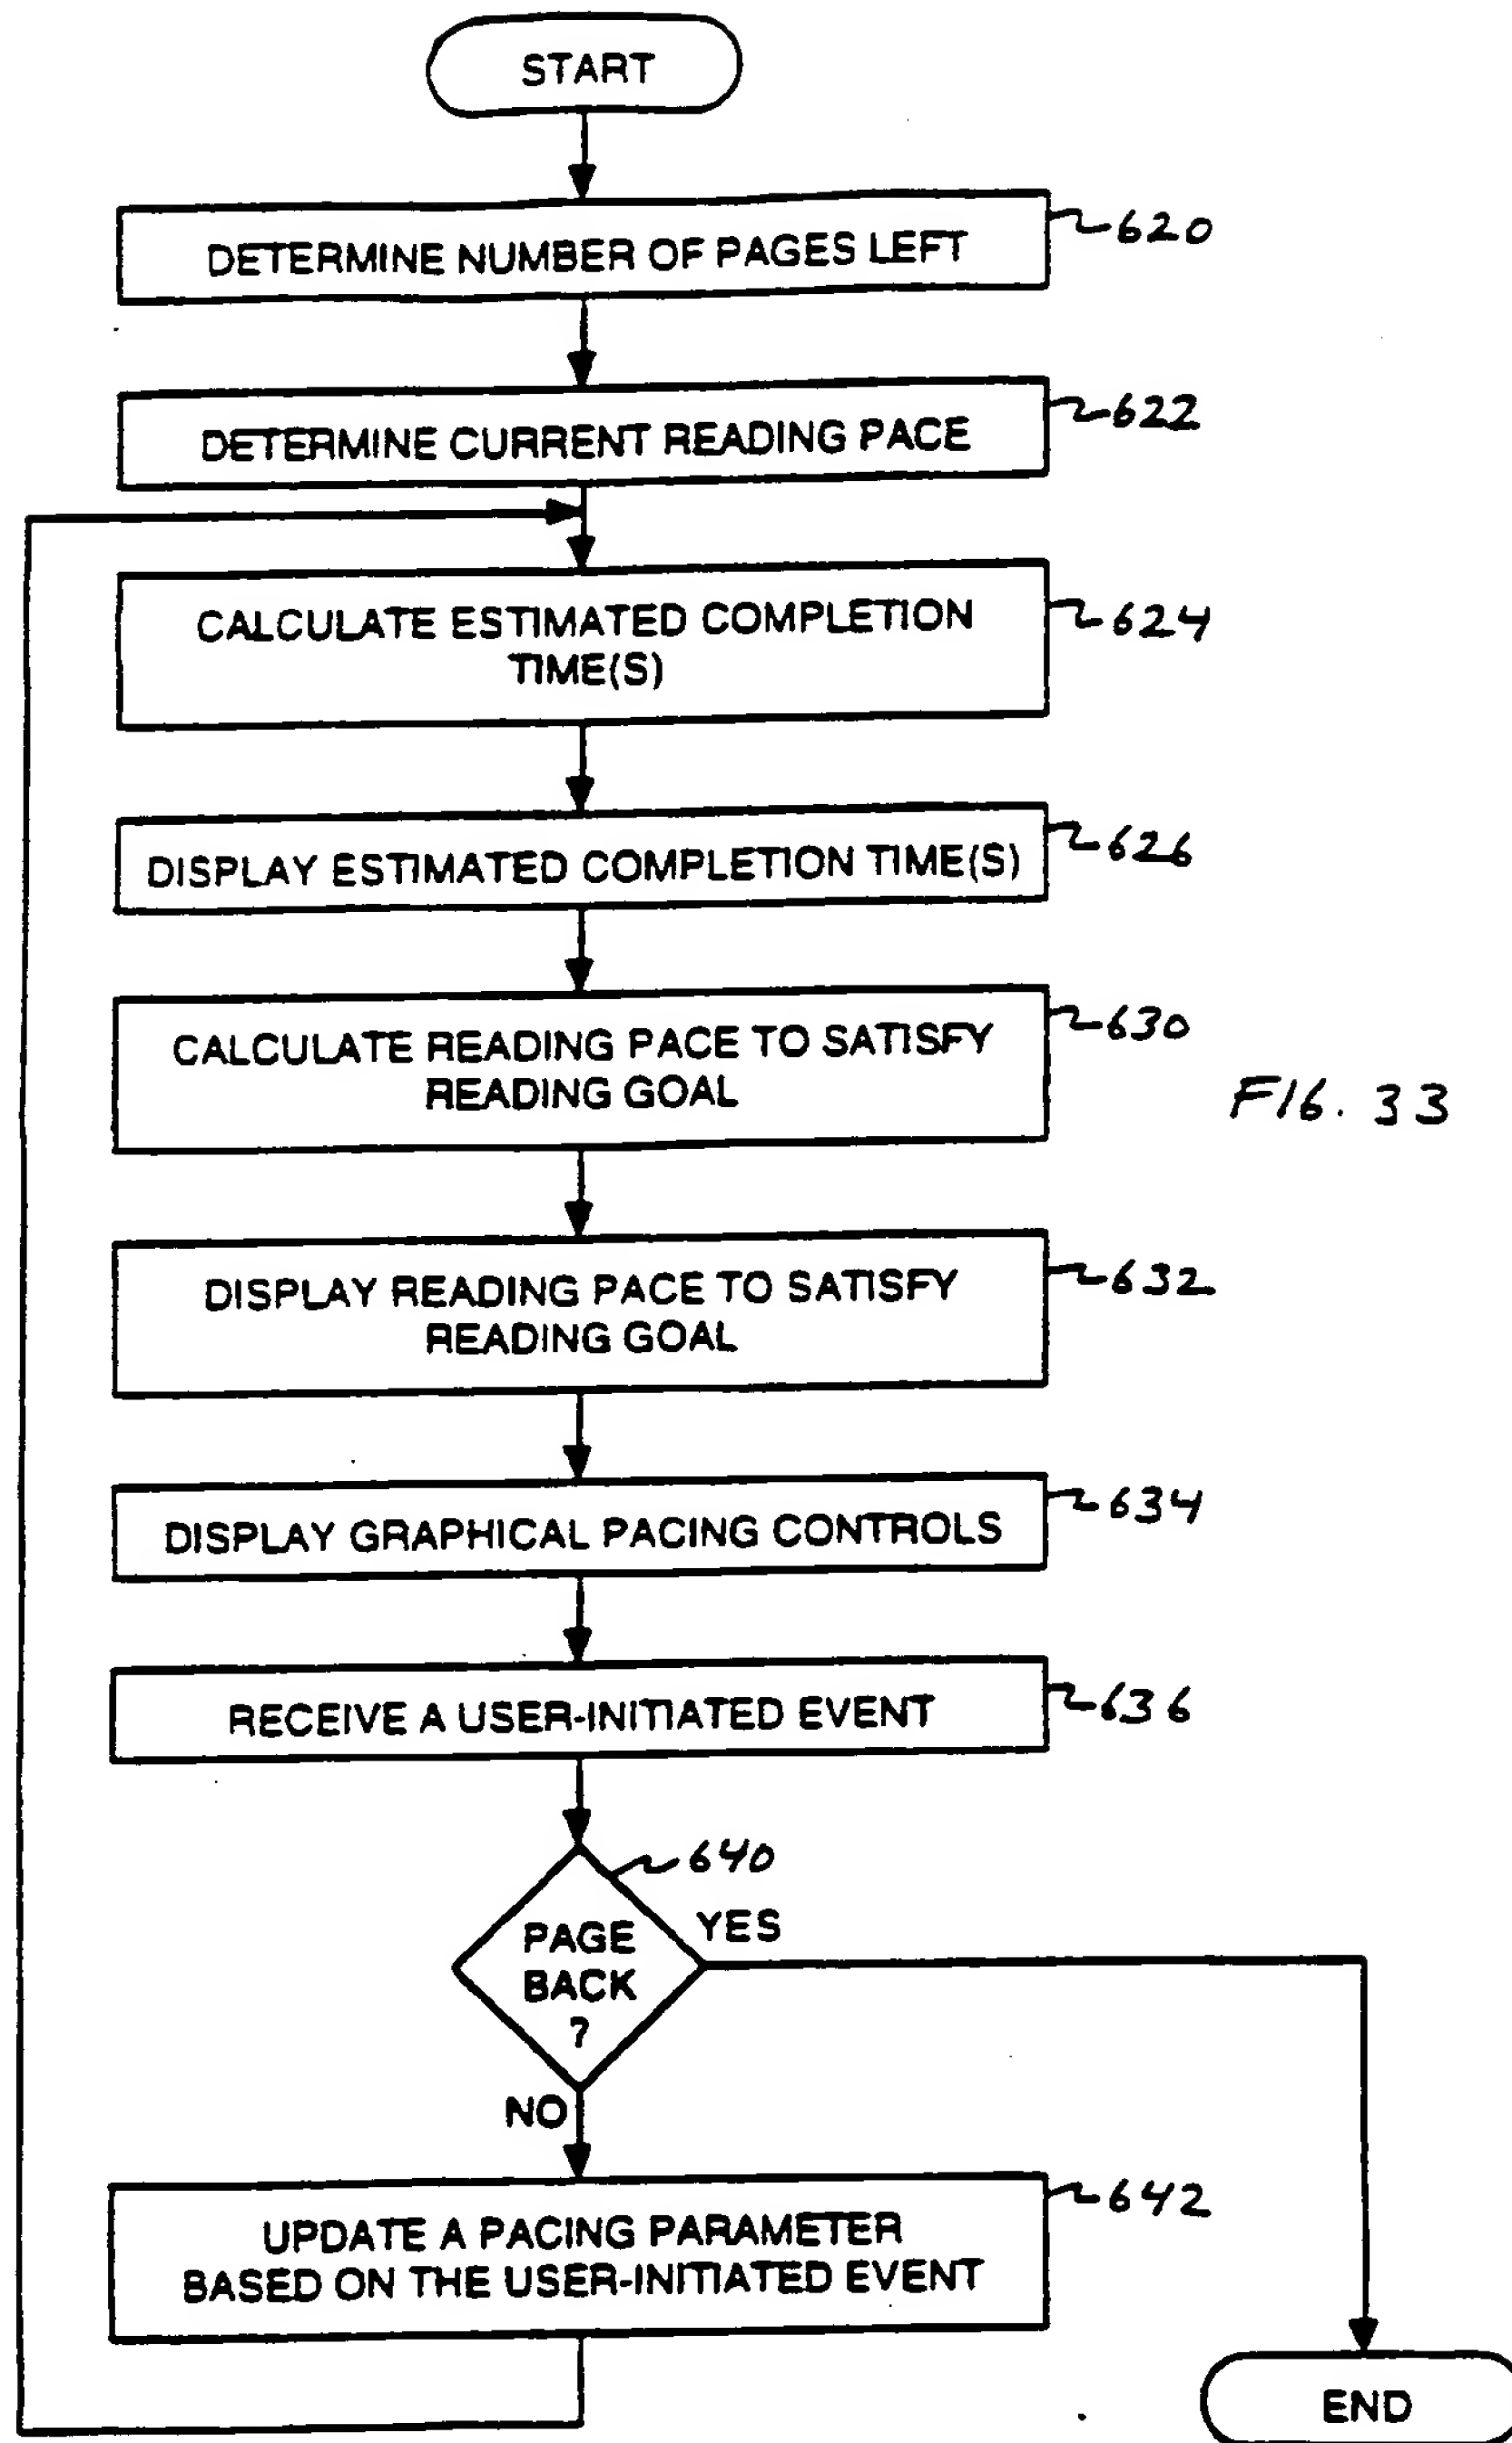 START
DETERMINE NUMBER OF PAGES LEFT
620
DETERMINE CURRENT READING PACE
622
CALCULATE ESTIMATED COMPLETION
TIME(S)
624
DISPLAY ESTIMATED COMPLETION TIME(S)
626
CALCULATE READING PACE TO SATISFY
READING GOAL
630
FIG. 33
DISPLAY READING PACE TO SATISFY
READING GOAL
632
DISPLAY GRAPHICAL PACING CONTROLS
634
RECEIVE A USER-INITIATED EVENT
636
640
PAGE
BACK
?
YES
NO
UPDATE A PACING PARAMETER
BASED ON THE USER-INITIATED EVENT
642
END